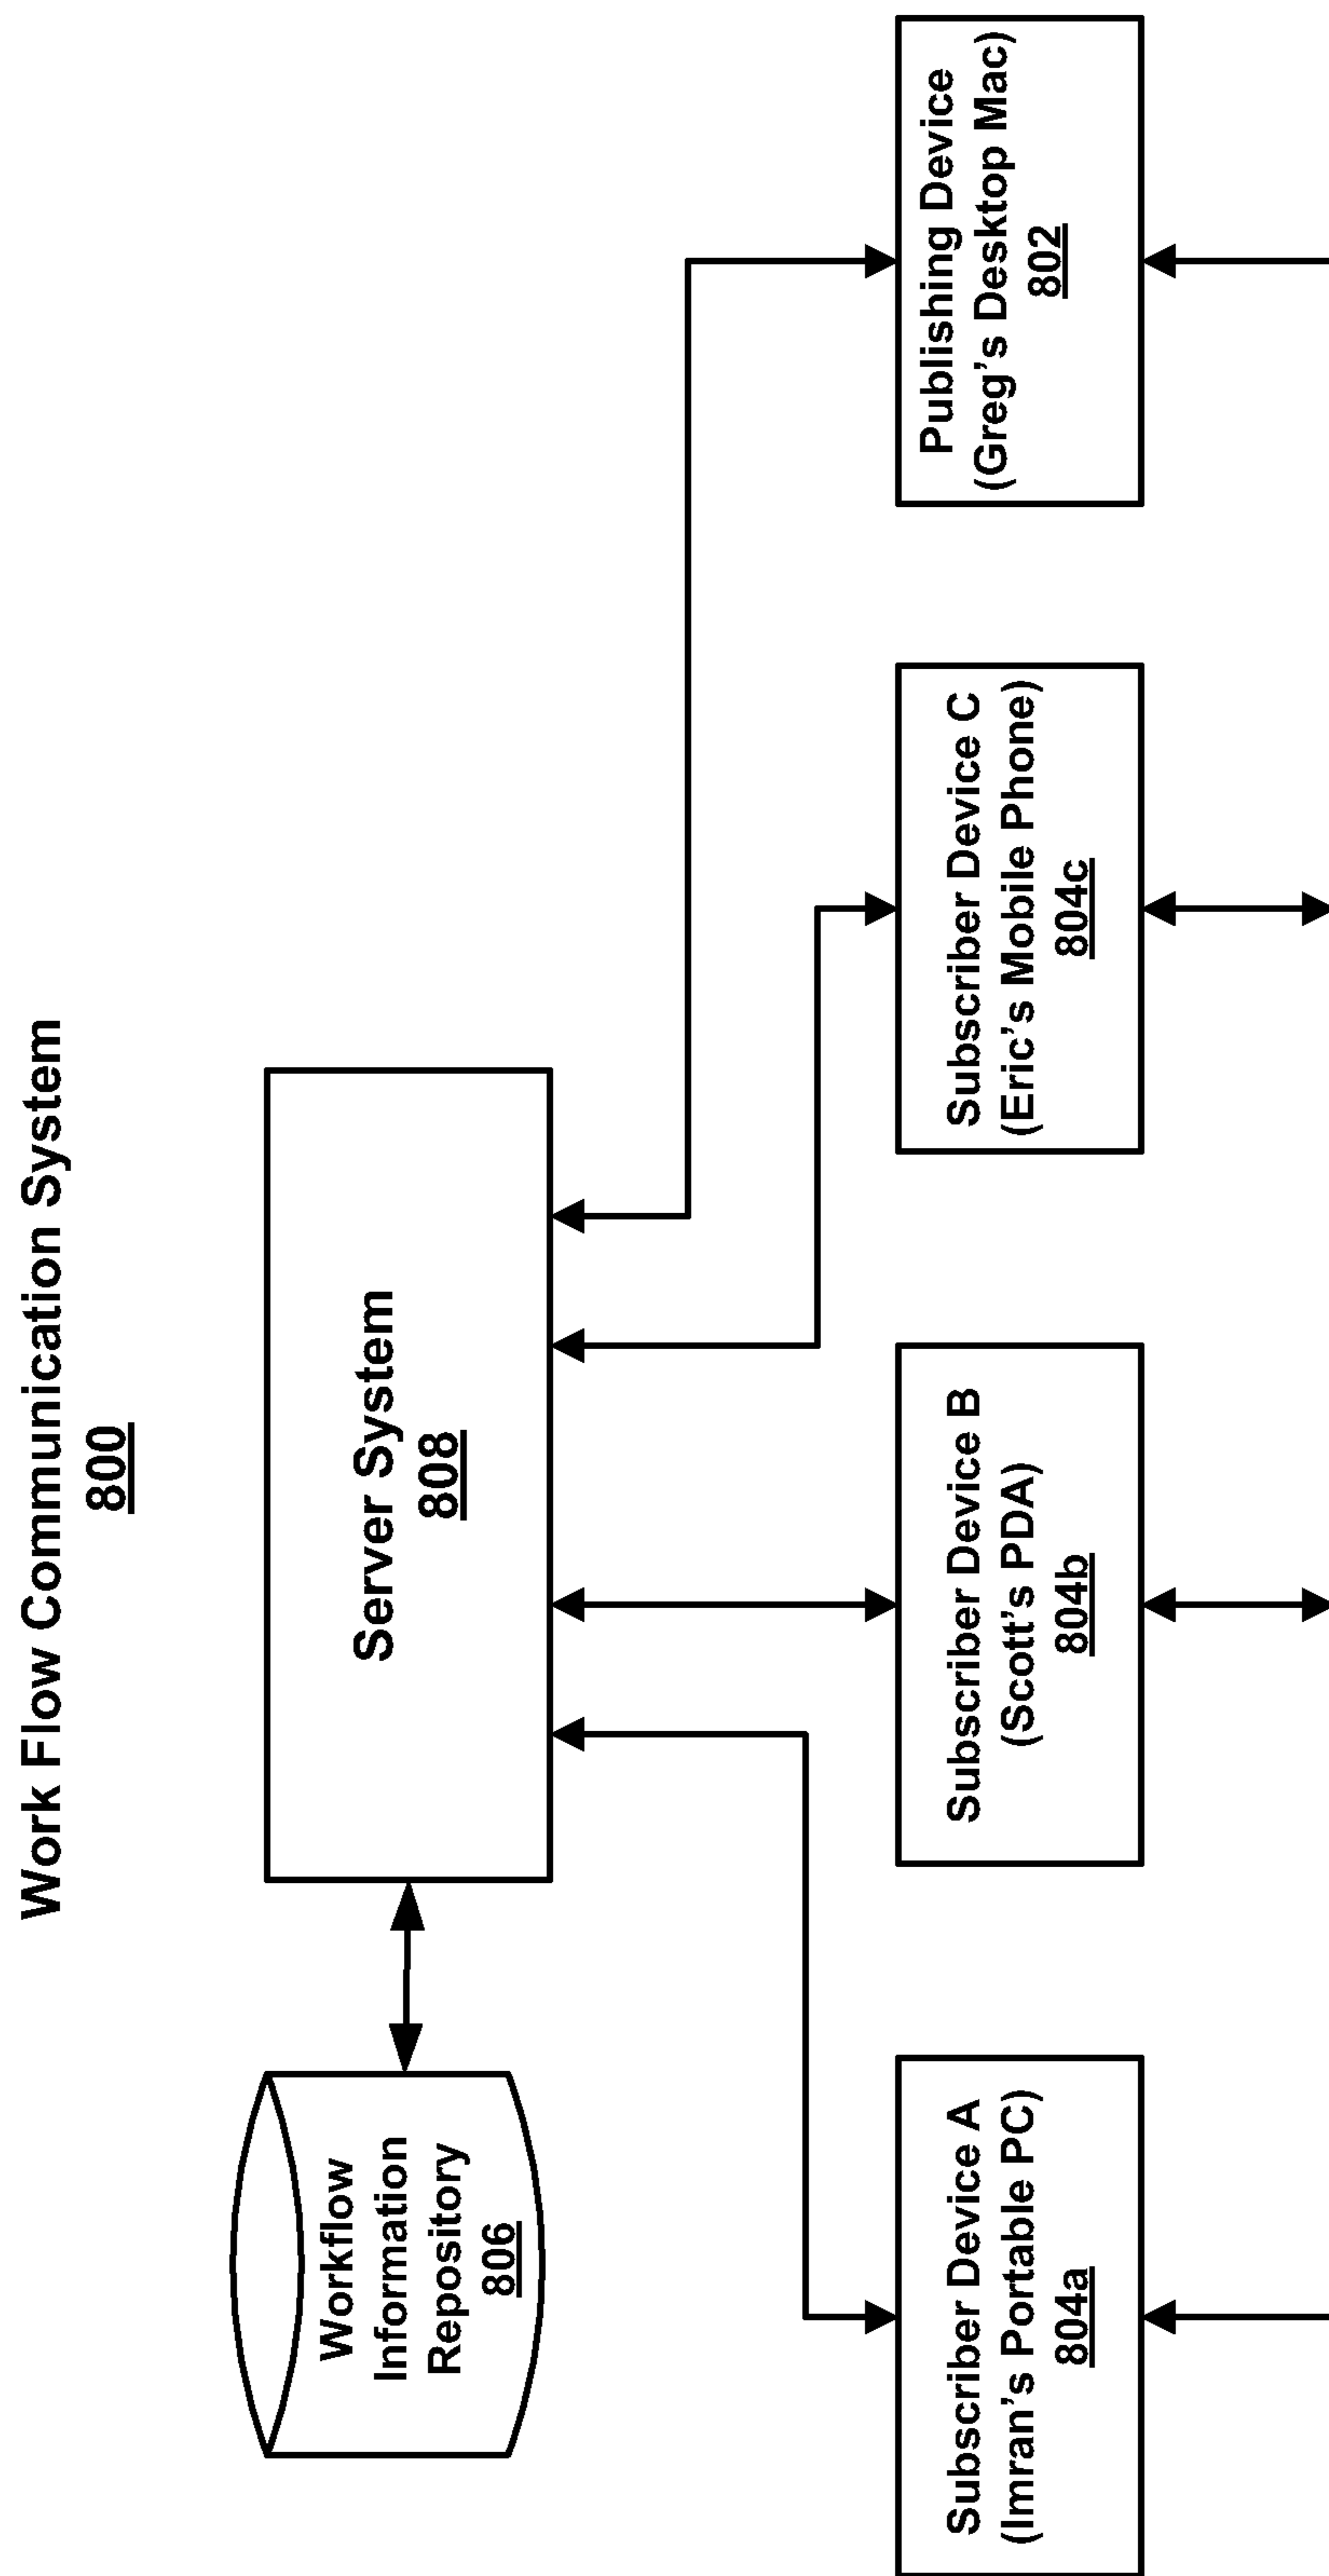 Work Flow Communication System
800
Workflow
Information
Repository
806
Server System
808
Subscriber Device A
(Imran's Portable PC)
804a
Subscriber Device B
(Scott's PDA)
804b
Subscriber Device C
(Eric's Mobile Phone)
804c
Publishing Device
(Greg's Desktop Mac)
802